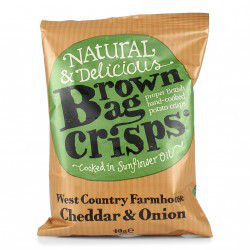 NATURAL
& Delicious
Brown
Bag
Crisps
proper British
hand-cooked
potato crisps
Cooked in Sunflower Oil
West Country Farmhouse
Cheddar & Onion
40g e